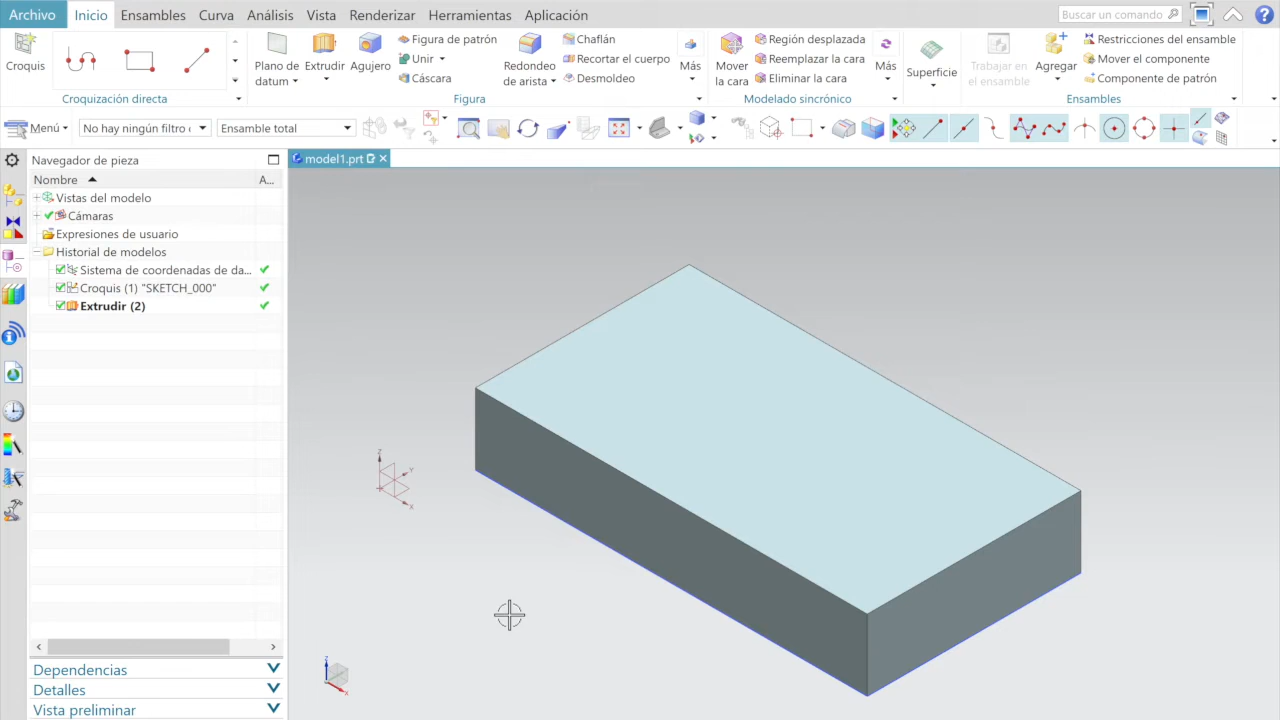 Archivo Inicio Ensambles Curva Análisis Vista Renderizar Herramientas Aplicación Buscar un comando
Croquis
Croquización directa
Plano de datum
Extrudir
Agujero
Figura de patrón
Unir
Cáscara
Redondeo de arista
Chaflán
Recortar el cuerpo
Desmoldeo
Más
Figura
Mover la cara
Región desplazada
Reemplazar la cara
Eliminar la cara
Más
Modelado sincrónico
Superficie
Trabajar en el ensamble
Agregar
Restricciones del ensamble
Mover el componente
Componente de patrón
Ensambles
Menú No hay ningún filtro Ensamble total
Navegador de pieza
model1.prt
Nombre A...
Vistas del modelo
Cámaras
Expresiones de usuario
Historial de modelos
Sistema de coordenadas de da...
Croquis (1) "SKETCH_000"
Extrudir (2)
Z
Y
X
Z
X
Dependencias
Detalles
Vista preliminar